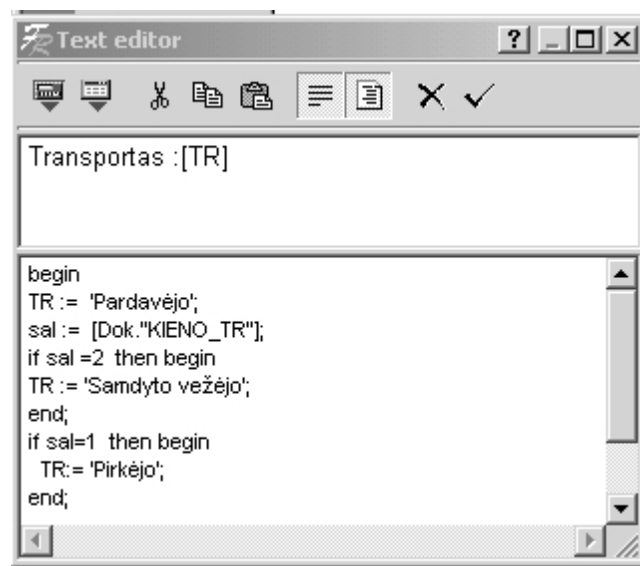 Text editor
Transportas :[TR]
begin
TR :=  'Pardavėjo';
sal :=  [Dok."KIENO_TR"];
if sal =2  then begin
TR := 'Samdyto vežėjo';
end;
if sal=1  then begin
  TR:= 'Pirkėjo';
end;